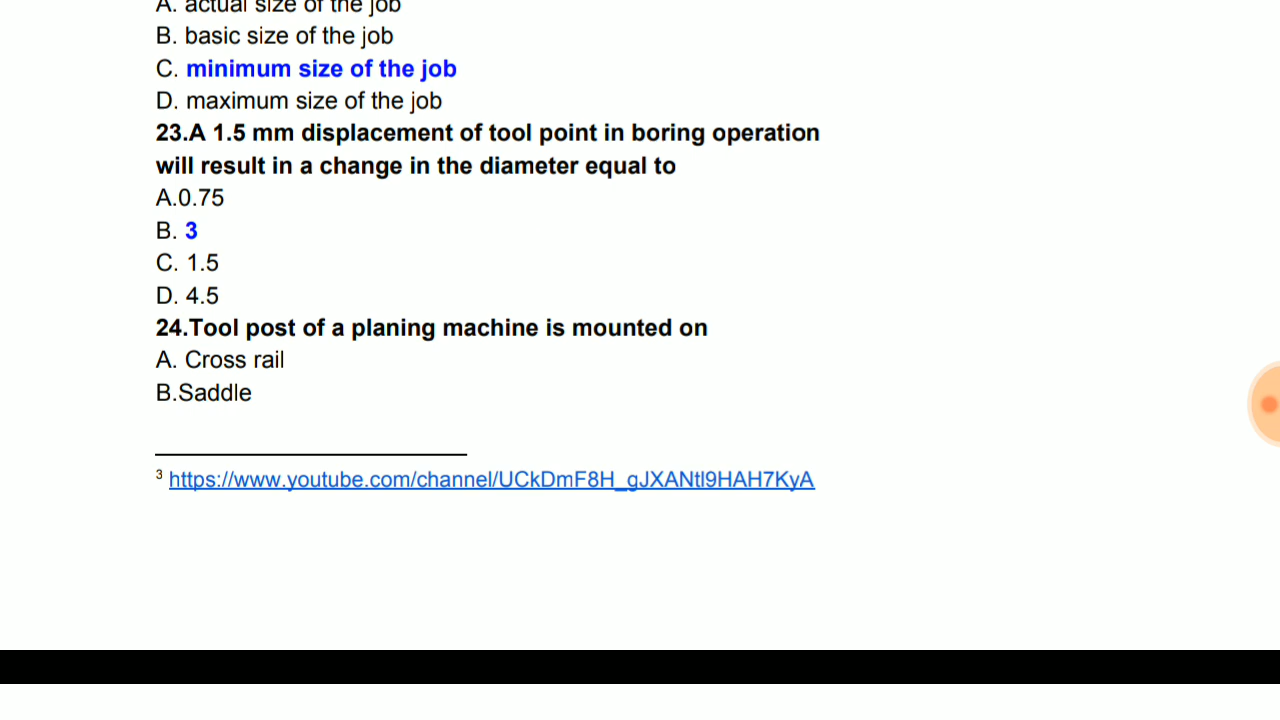 A. actual size of the job
B. basic size of the job
C. minimum size of the job
D. maximum size of the job
23.A 1.5 mm displacement of tool point in boring operation
will result in a change in the diameter equal to
A.0.75
B. 3
C. 1.5
D. 4.5
24.Tool post of a planing machine is mounted on
A. Cross rail
B.Saddle
3 https://www.youtube.com/channel/UCkDmF8H_gJXANtl9HAH7KyA